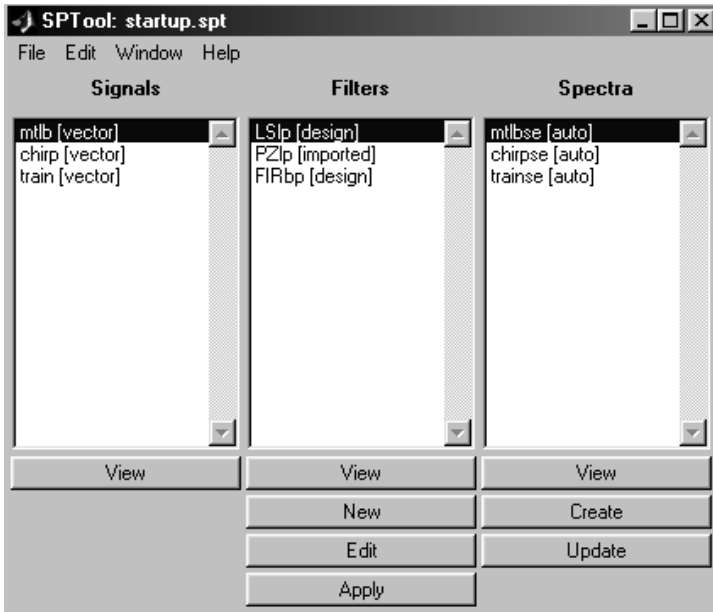 SPTool: startup.spt
File Edit Window Help
Signals
mtlb [vector]
chirp [vector]
train [vector]
View
Filters
LSlp [design]
PZlp [imported]
FIRbp [design]
View
New
Edit
Apply
Spectra
mtlbse [auto]
chirpse [auto]
trainse [auto]
View
Create
Update